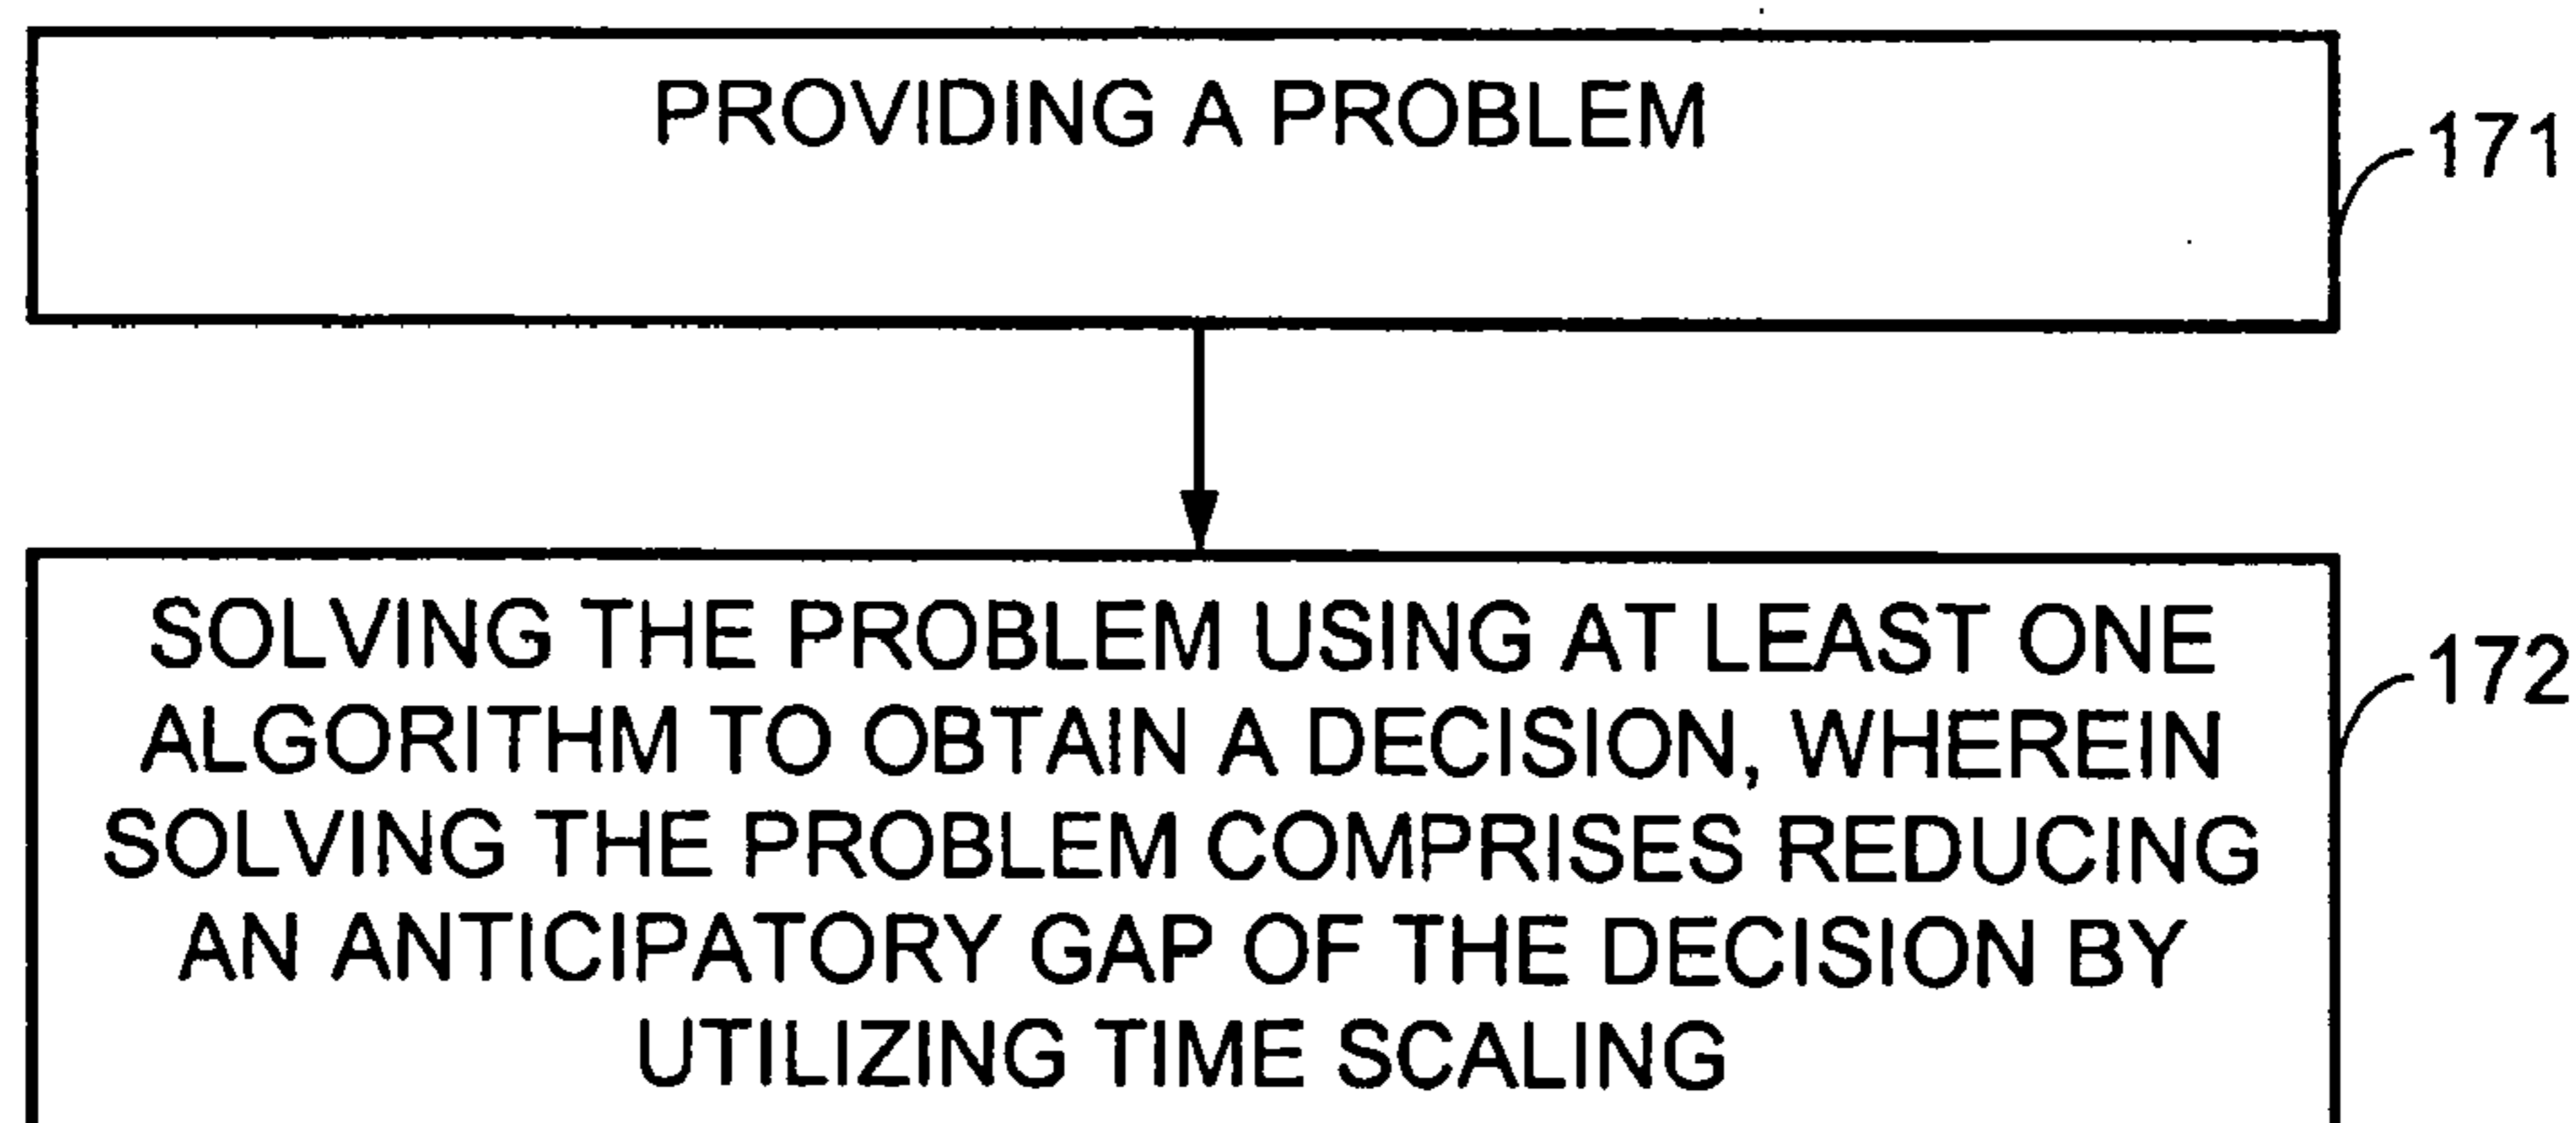 PROVIDING A PROBLEM
171
SOLVING THE PROBLEM USING AT LEAST ONE
ALGORITHM TO OBTAIN A DECISION, WHEREIN
SOLVING THE PROBLEM COMPRISES REDUCING
AN ANTICIPATORY GAP OF THE DECISION BY
UTILIZING TIME SCALING
172